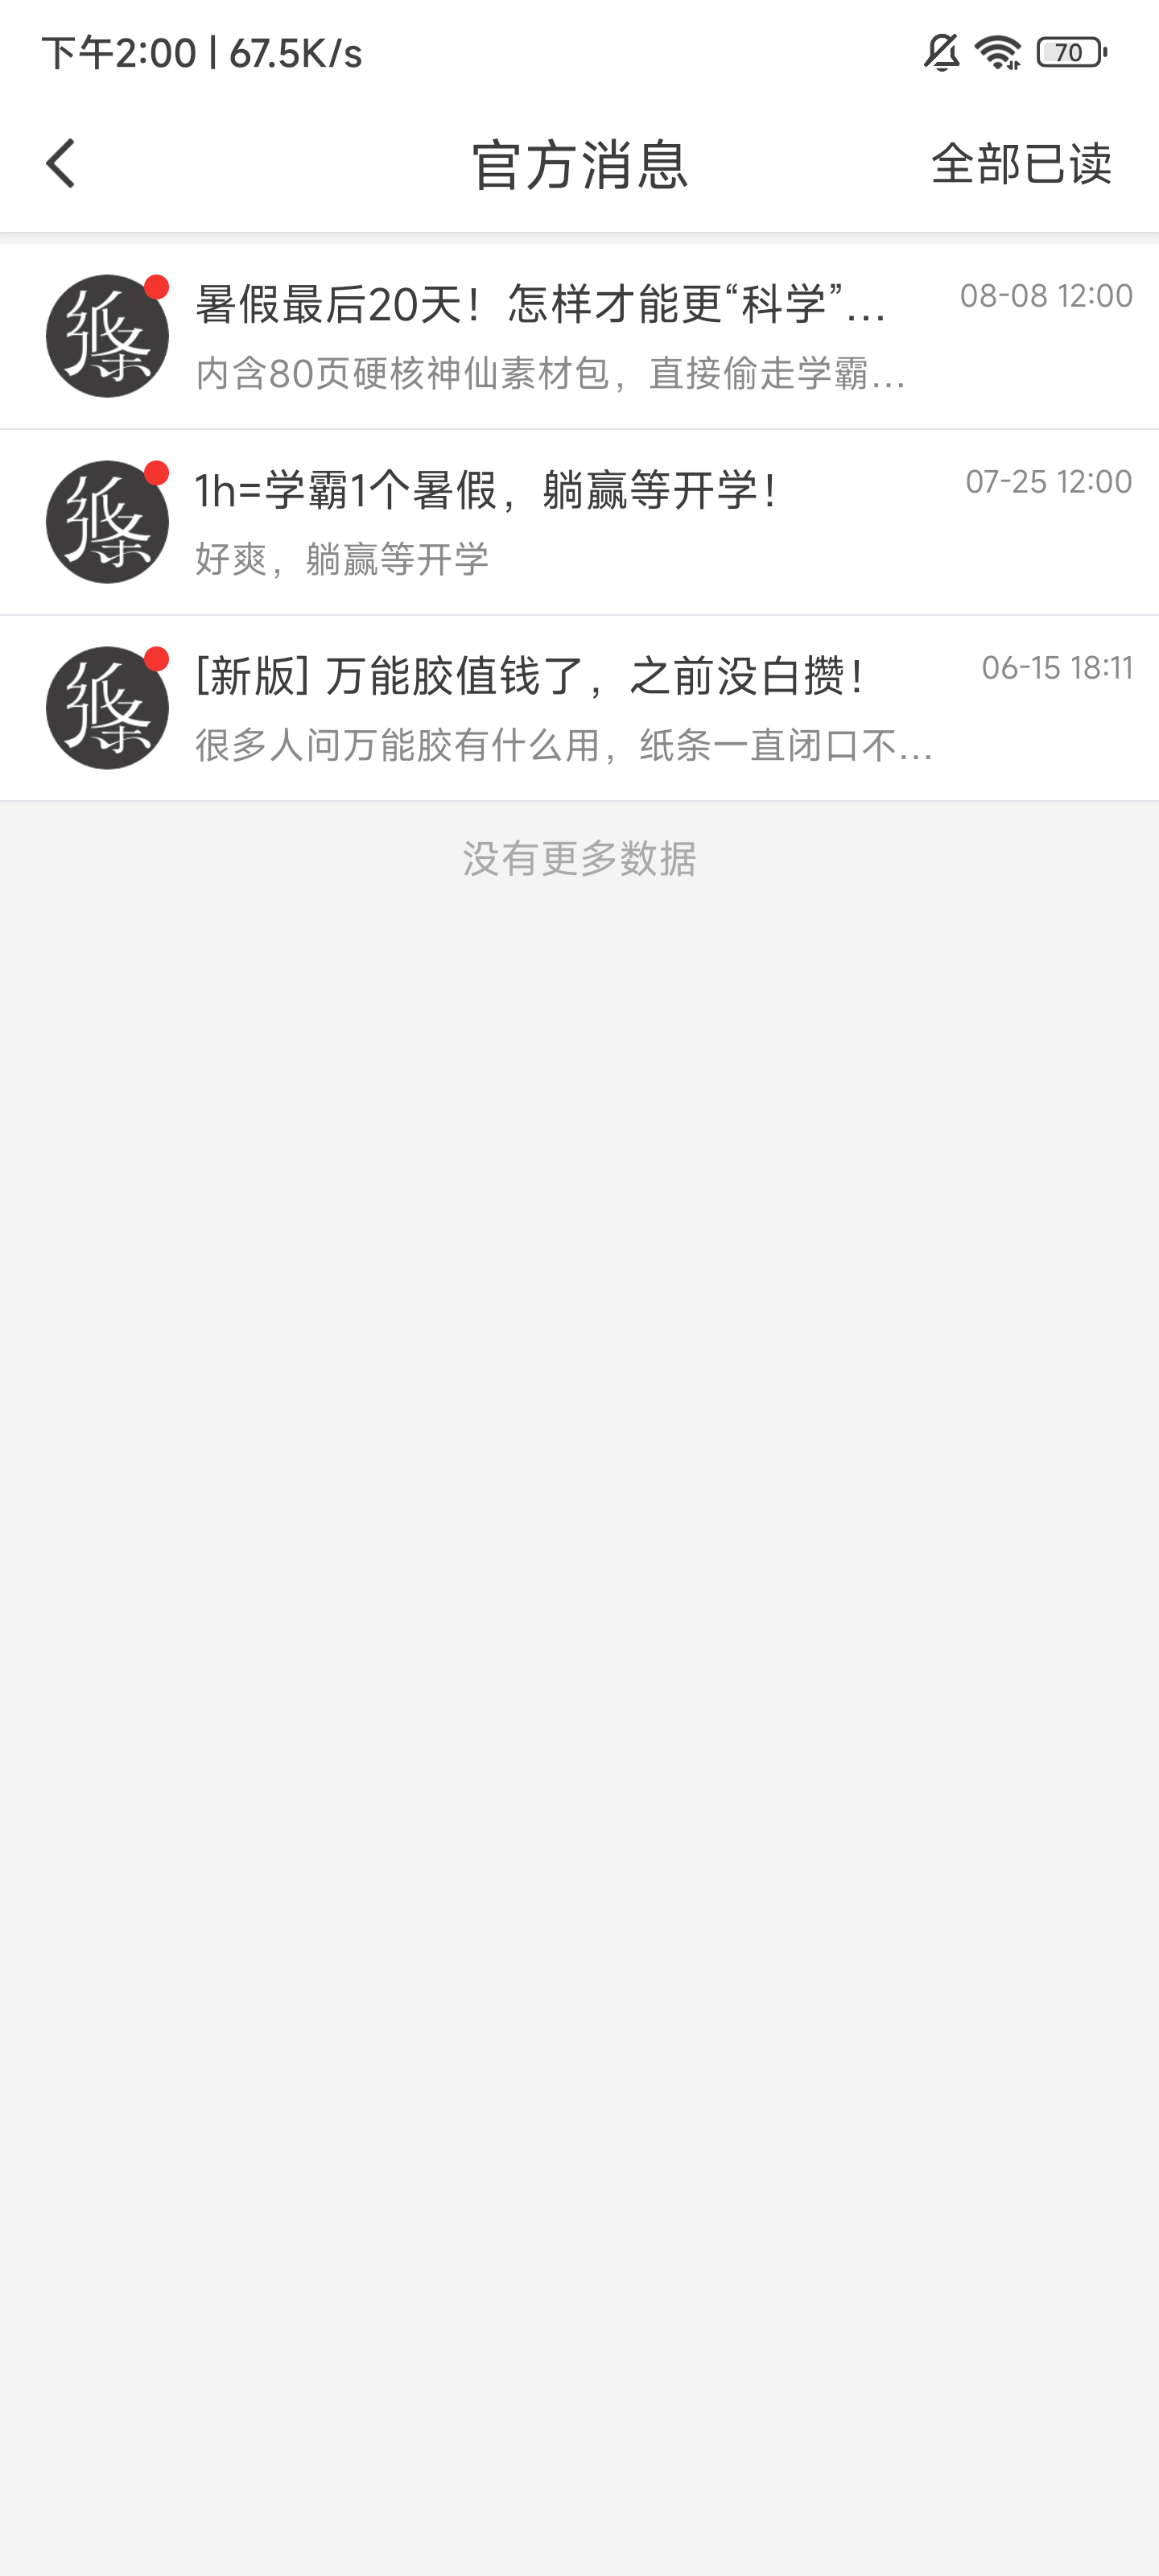 下午2:00 | 67.5K/s
70
官方消息
全部已读
纸条
暑假最后20天！怎样才能更“科学”...
08-08 12:00
内含80页硬核神仙素材包，直接偷走学霸...
纸条
1h=学霸1个暑假，躺赢等开学！
07-25 12:00
好爽，躺赢等开学
纸条
[新版] 万能胶值钱了，之前没白攒！
06-15 18:11
很多人问万能胶有什么用，纸条一直闭口不...
没有更多数据